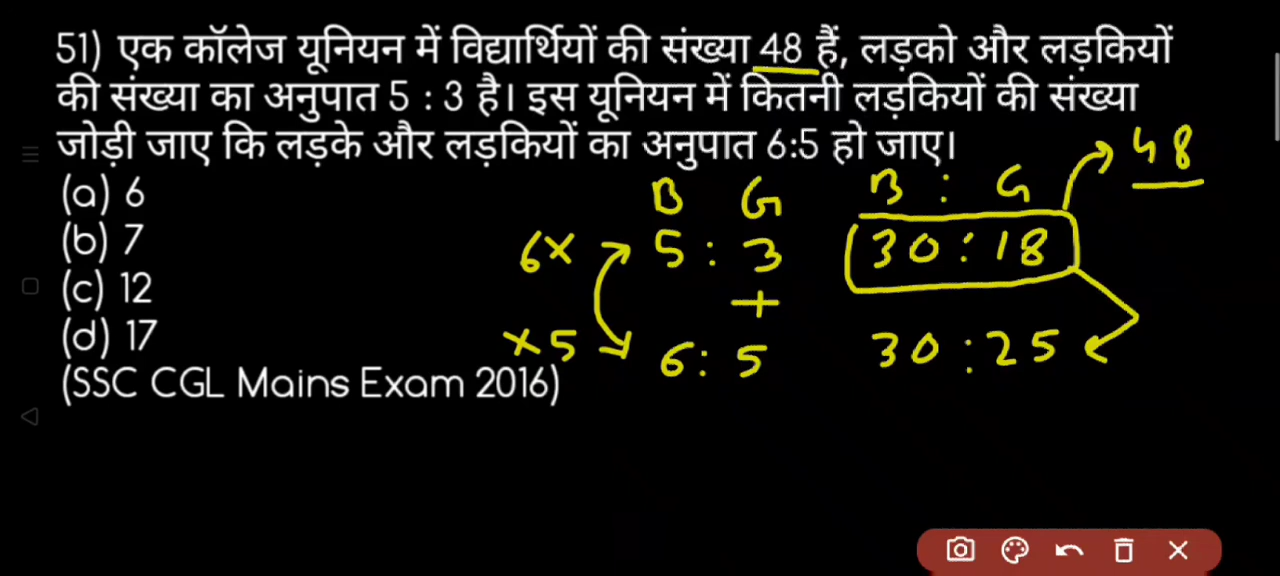 51) एक कॉलेज यूनियन में विद्यार्थियों की संख्या 48 हैं, लड़को और लड़कियों
की संख्या का अनुपात 5 : 3 है। इस यूनियन में कितनी लड़कियों की संख्या
जोड़ी जाए कि लड़के और लड़कियों का अनुपात 6:5 हो जाए।
48
(a) 6
B G
B : G
(b) 7
6×
5 : 3
30 : 18
(c) 12
+
(d) 17
×5
6 : 5
30 : 25
(SSC CGL Mains Exam 2016)